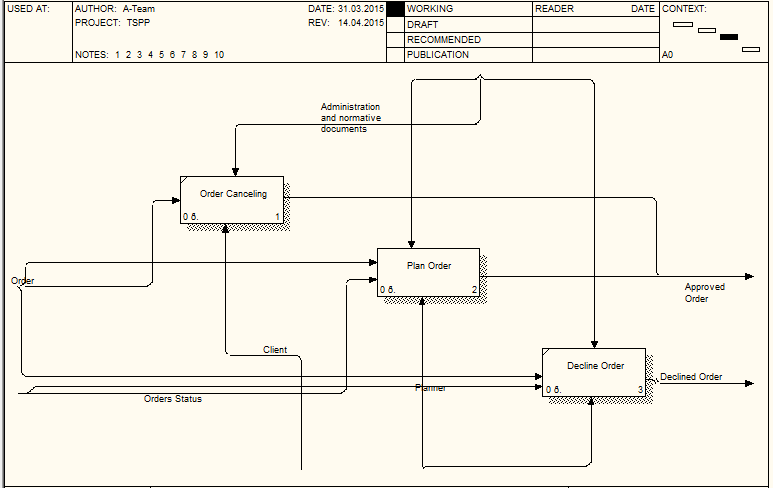 USED AT:
AUTHOR: A-Team
DATE: 31.03.2015
WORKING
READER
DATE
CONTEXT:
PROJECT: TSPP
REV: 14.04.2015
DRAFT
RECOMMENDED
NOTES: 1 2 3 4 5 6 7 8 9 10
PUBLICATION
A0
Administration
and normative
documents
Order Canceling
0 б. 1
Plan Order
0 б. 2
Order
Approved
Order
Client
Decline Order
0 б. 3
Declined Order
Planner
Orders Status